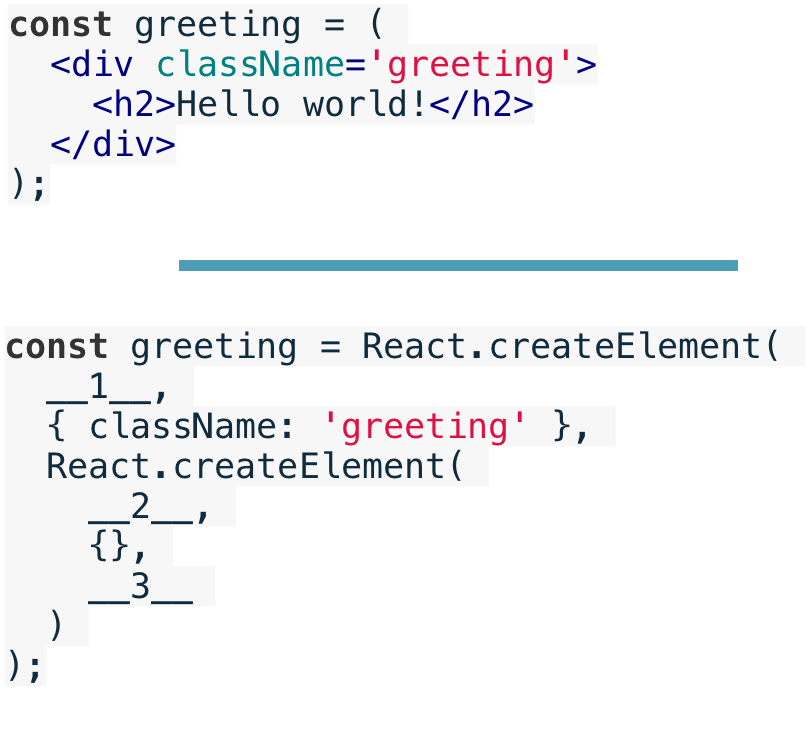 const greeting = (
  <div className='greeting'>
    <h2>Hello world!</h2>
  </div>
);
const greeting = React.createElement(
  __1__,
  { className: 'greeting' },
  React.createElement(
    __2__,
    {},
    __3__
  )
);